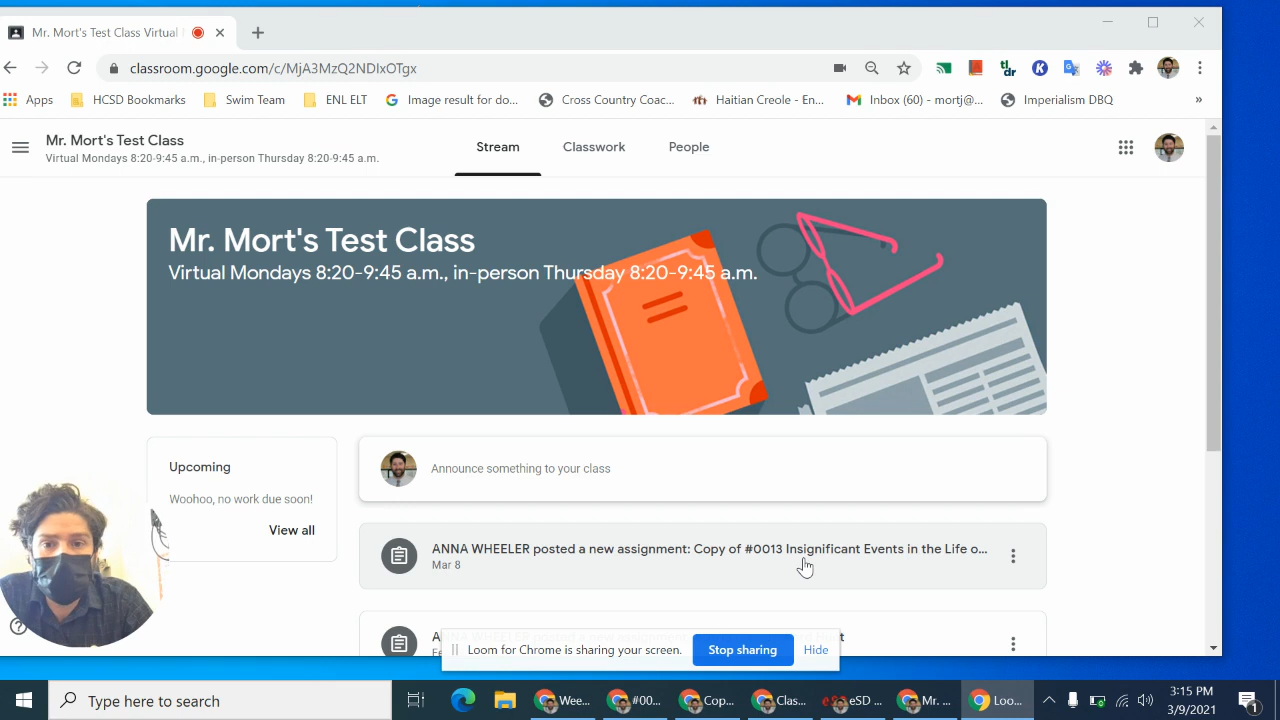 Mr. Mort's Test Class Virtual
classroom.google.com/c/MjA3MzQ2NDIxOTgx
Apps HCSD Bookmarks Swim Team ENL ELT Image result for do... Cross Country Coac... Haitian Creole - En... Inbox (60) - mortj@... Imperialism DBQ »
tl;dr
K
Mr. Mort's Test Class
Virtual Mondays 8:20-9:45 a.m., in-person Thursday 8:20-9:45 a.m.
Stream Classwork People
Mr. Mort's Test Class
Virtual Mondays 8:20-9:45 a.m., in-person Thursday 8:20-9:45 a.m.
Upcoming
Woohoo, no work due soon!
View all
Announce something to your class
ANNA WHEELER posted a new assignment: Copy of #0013 Insignificant Events in the Life o...
Mar 8
Loom for Chrome is sharing your screen. Stop sharing Hide
Type here to search
Wee... #00... Cop... Clas... eSD ... Mr. ... Loo...
3:15 PM
3/9/2021
1